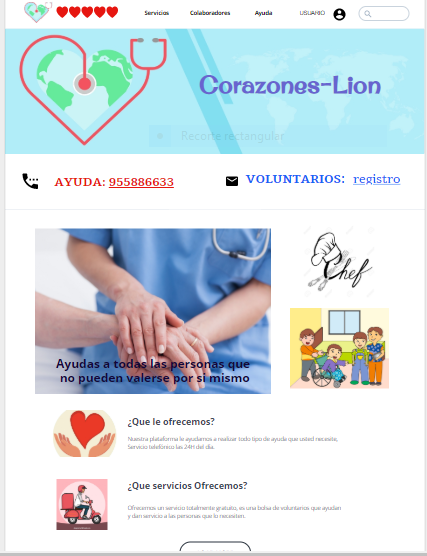 Servicios Colaboradores Ayuda USUARIO
Corazones-Lion
Recorte rectangular
AYUDA: 955886633
VOLUNTARIOS: registro
Chef
Ayudas a todas las personas que
no pueden valerse por si mismo
¿Que le ofrecemos?
Nuestra plataforma le ayudamos a realizar todo tipo de ayuda que usted necesite,
Servicio telefónico las 24H del día.
¿Que servicios Ofrecemos?
Ofrecemos un servicio totalmente gratuito, es una bolsa de voluntarios que ayudan
y dan servicio a las personas que lo necesiten.